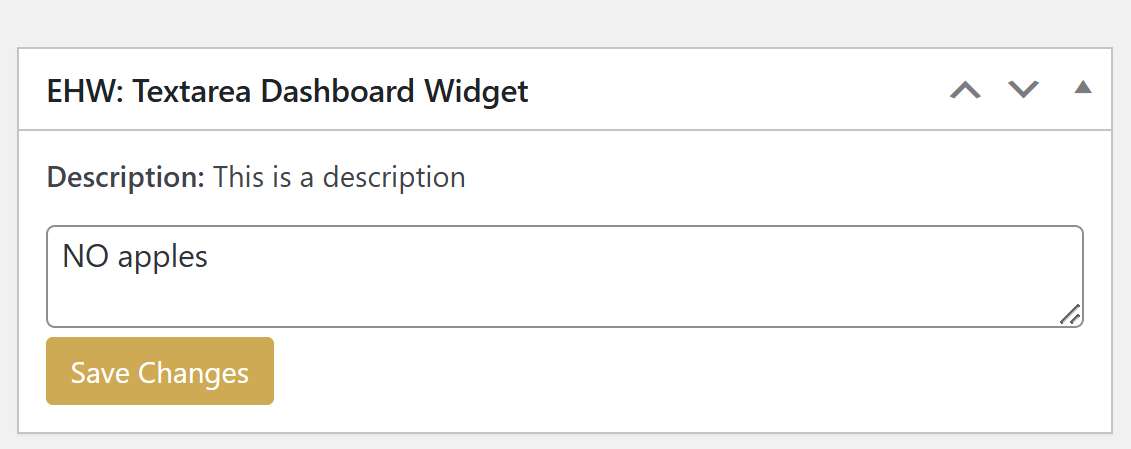 EHW: Textarea Dashboard Widget
Description: This is a description
NO apples
Save Changes